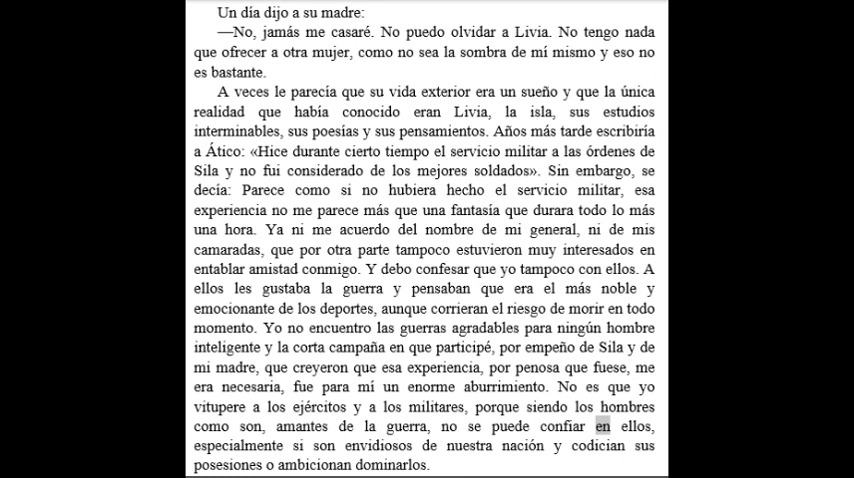 Un día dijo a su madre:
—No, jamás me casaré. No puedo olvidar a Livia. No tengo nada
que ofrecer a otra mujer, como no sea la sombra de mí mismo y eso no
es bastante.
A veces le parecía que su vida exterior era un sueño y que la única
realidad que había conocido eran Livia, la isla, sus estudios
interminables, sus poesías y sus pensamientos. Años más tarde escribiría
a Ático: «Hice durante cierto tiempo el servicio militar a las órdenes de
Sila y no fui considerado de los mejores soldados». Sin embargo, se
decía: Parece como si no hubiera hecho el servicio militar, esa
experiencia no me parece más que una fantasía que durara todo lo más
una hora. Ya ni me acuerdo del nombre de mi general, ni de mis
camaradas, que por otra parte tampoco estuvieron muy interesados en
entablar amistad conmigo. Y debo confesar que yo tampoco con ellos. A
ellos les gustaba la guerra y pensaban que era el más noble y
emocionante de los deportes, aunque corrieran el riesgo de morir en todo
momento. Yo no encuentro las guerras agradables para ningún hombre
inteligente y la corta campaña en que participé, por empeño de Sila y de
mi madre, que creyeron que esa experiencia, por penosa que fuese, me
era necesaria, fue para mí un enorme aburrimiento. No es que yo
vitupere a los ejércitos y a los militares, porque siendo los hombres
como son, amantes de la guerra, no se puede confiar en ellos,
especialmente si son envidiosos de nuestra nación y codician sus
posesiones o ambicionan dominarlos.